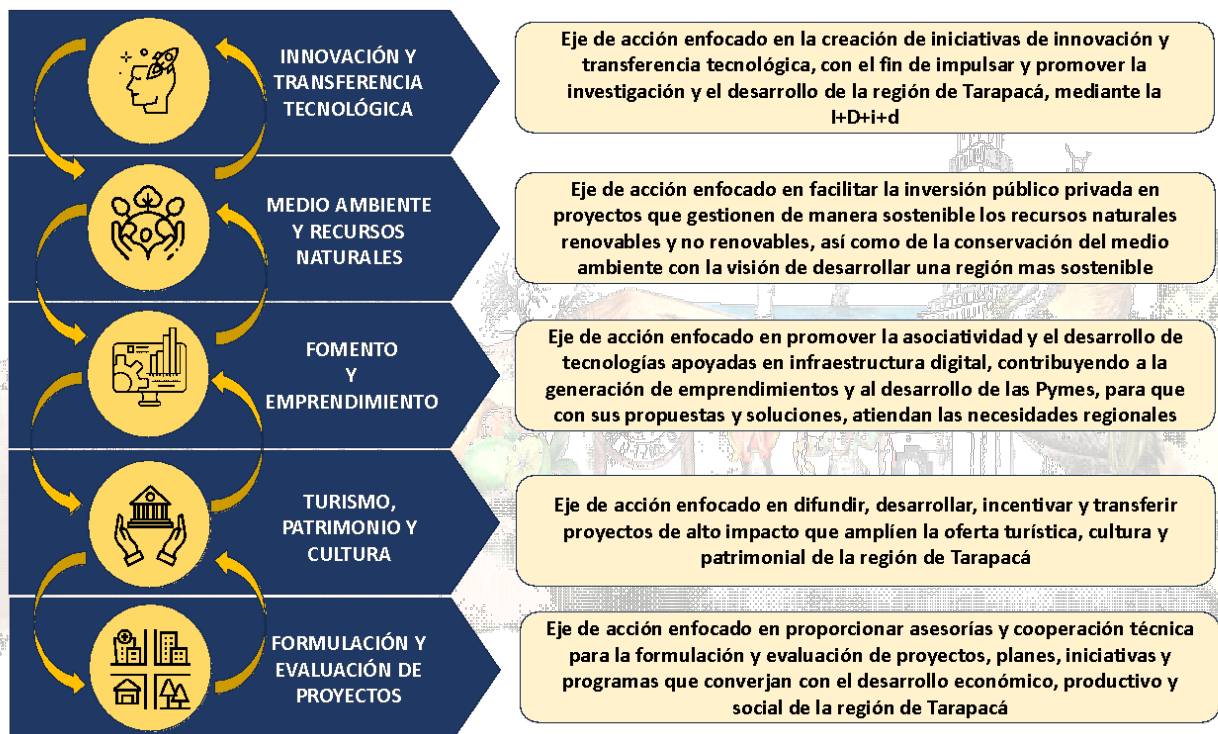 INNOVACIÓN Y
TRANSFERENCIA
TECNOLÓGICA
Eje de acción enfocado en la creación de iniciativas de innovación y
transferencia tecnológica, con el fin de impulsar y promover la
investigación y el desarrollo de la región de Tarapacá, mediante la
I+D+i+d
MEDIO AMBIENTE
Y RECURSOS
NATURALES
Eje de acción enfocado en facilitar la inversión público privada en
proyectos que gestionen de manera sostenible los recursos naturales
renovables y no renovables, así como de la conservación del medio
ambiente con la visión de desarrollar una región mas sostenible
FOMENTO
Y
EMPRENDIMIENTO
Eje de acción enfocado en promover la asociatividad y el desarrollo de
tecnologías apoyadas en infraestructura digital, contribuyendo a la
generación de emprendimientos y al desarrollo de las Pymes, para que
con sus propuestas y soluciones, atiendan las necesidades regionales
TURISMO,
PATRIMONIO Y
CULTURA
Eje de acción enfocado en difundir, desarrollar, incentivar y transferir
proyectos de alto impacto que amplíen la oferta turística, cultura y
patrimonial de la región de Tarapacá
FORMULACIÓN Y
EVALUACIÓN DE
PROYECTOS
Eje de acción enfocado en proporcionar asesorías y cooperación técnica
para la formulación y evaluación de proyectos, planes, iniciativas y
programas que converjan con el desarrollo económico, productivo y
social de la región de Tarapacá